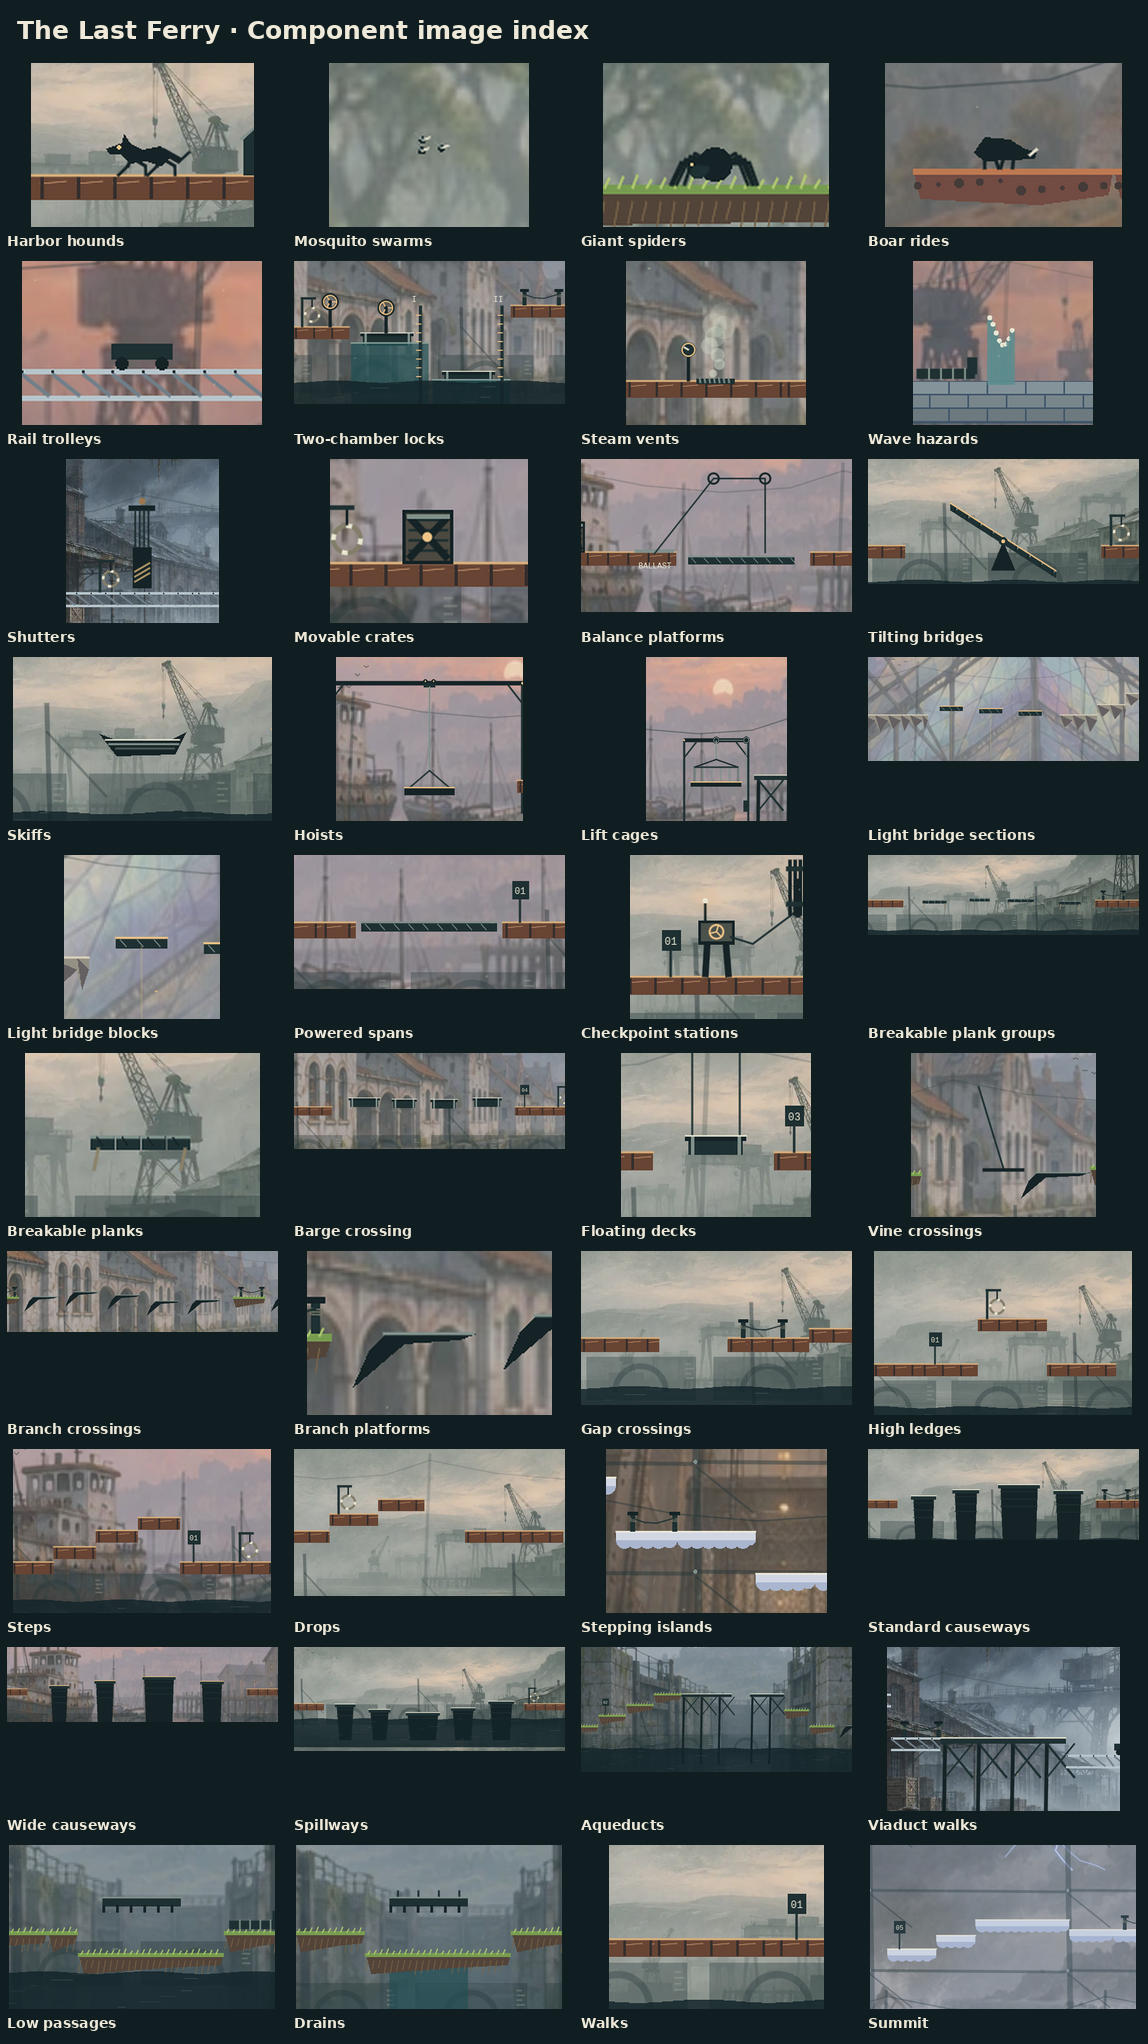 The Last Ferry · Component image index
Harbor hounds
Mosquito swarms
Giant spiders
Boar rides
I
II
Rail trolleys
Two-chamber locks
Steam vents
Wave hazards
BALLAST
Shutters
Movable crates
Balance platforms
Tilting bridges
Skiffs
Hoists
Lift cages
Light bridge sections
01
01
Light bridge blocks
Powered spans
Checkpoint stations
Breakable plank groups
04
03
Breakable planks
Barge crossing
Floating decks
Vine crossings
01
Branch crossings
Branch platforms
Gap crossings
High ledges
01
Steps
Drops
Stepping islands
Standard causeways
Wide causeways
Spillways
Aqueducts
Viaduct walks
01
05
Low passages
Drains
Walks
Summit